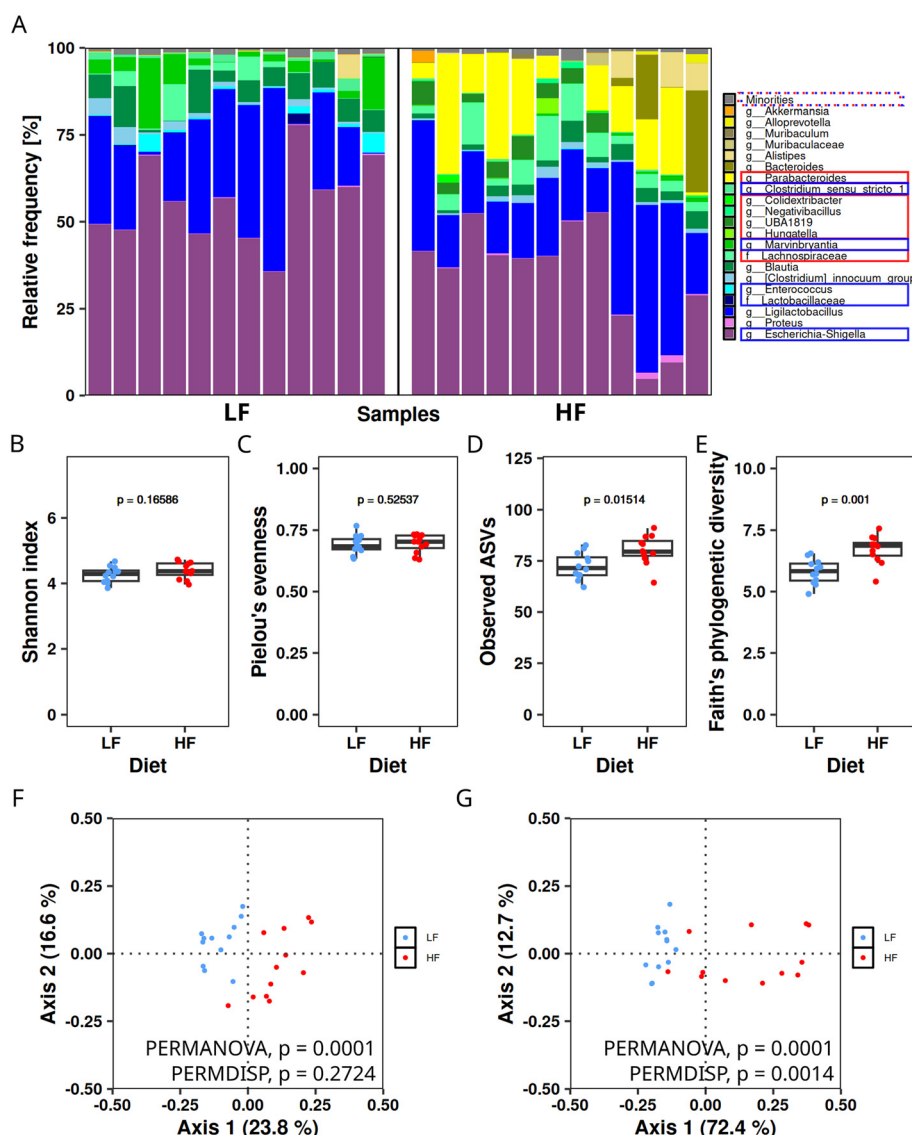 A
100
75
50
25
0
Relative frequency [%]
LF
Samples
HF
Minorities
g__Akkermansia
g__Alloprevotella
g__Muribaculum
g__Muribaculaceae
g__Alistipes
g__Bacteroides
g__Parabacteroides
g__Clostridium_sensu_stricto_1
g__Colidextribacter
g__Negativibacillus
g__UBA1819
g__Hungatella
g__Marvinbryantia
f__Lachnospiraceae
g__Blautia
g__[Clostridium]_innocuum_group
g__Enterococcus
f__Lactobacillaceae
g__Ligilactobacillus
g__Proteus
g__Escherichia-Shigella
B
Shannon index
6
4
2
0
p = 0.16586
LF HF
Diet
C
Pielou's evenness
1.00
0.75
0.50
0.25
0.00
p = 0.52537
LF HF
Diet
D
Observed ASVs
125
100
75
50
25
0
p = 0.01514
LF HF
Diet
E
Faith's phylogenetic diversity
10.0
7.5
5.0
2.5
0.0
p = 0.001
LF HF
Diet
F
Axis 2 (16.6 %)
0.50
0.25
0.00
-0.25
-0.50
PERMANOVA, p = 0.0001
PERMDISP, p = 0.2724
-0.50 -0.25 0.00 0.25 0.50
Axis 1 (23.8 %)
LF
HF
G
Axis 2 (12.7 %)
0.50
0.25
0.00
-0.25
-0.50
PERMANOVA, p = 0.0001
PERMDISP, p = 0.0014
-0.50 -0.25 0.00 0.25 0.50
Axis 1 (72.4 %)
LF
HF